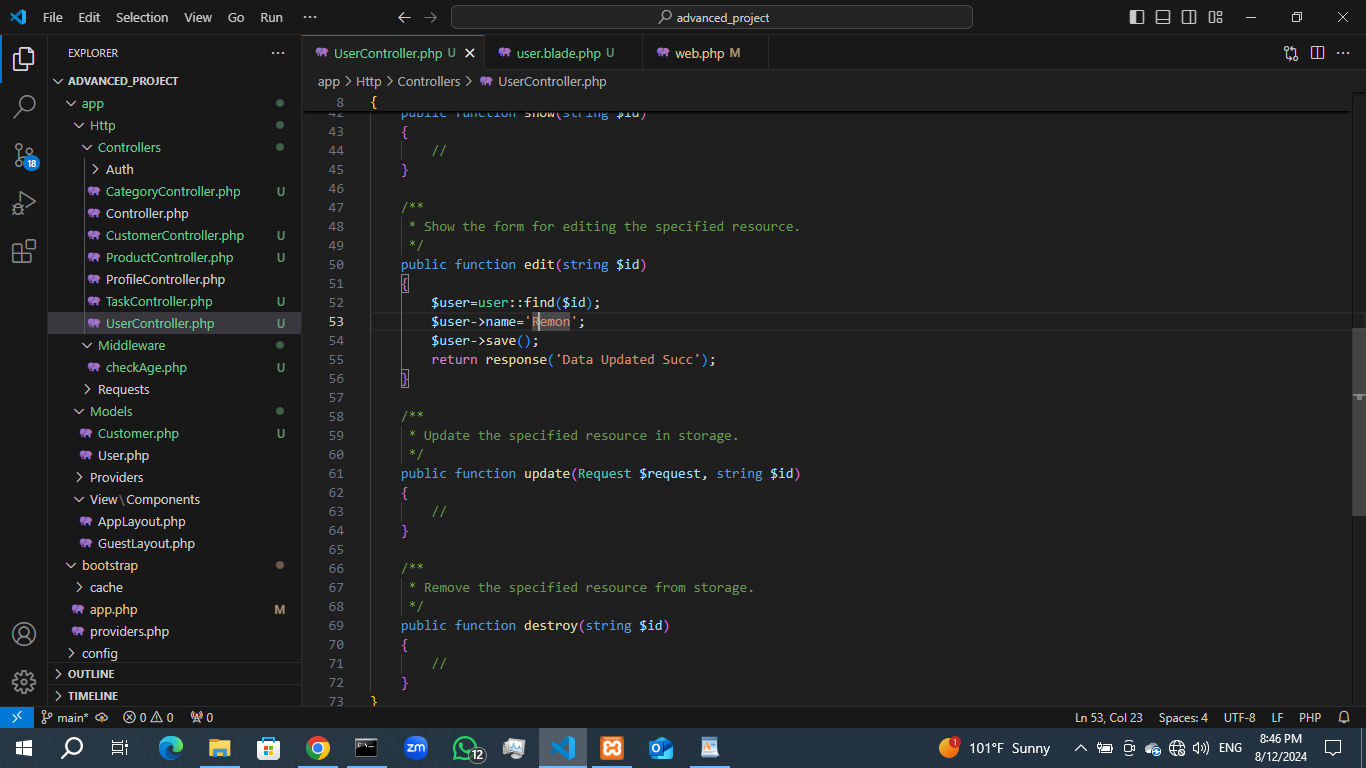 File Edit Selection View Go Run ···
advanced_project
EXPLORER ···
UserController.php U
user.blade.php U
web.php M
ADVANCED_PROJECT
app
Http
Controllers
Auth
CategoryController.php U
Controller.php
CustomerController.php U
ProductController.php U
ProfileController.php
TaskController.php U
UserController.php U
Middleware
checkAge.php U
Requests
Models
Customer.php U
User.php
Providers
View\Components
AppLayout.php
GuestLayout.php
bootstrap
cache
app.php M
providers.php
config
OUTLINE
TIMELINE
18
app > Http > Controllers > UserController.php
8 {
42 public function show(string $id)
43 {
44 //
45 }
46
47 /**
48 * Show the form for editing the specified resource.
49 */
50 public function edit(string $id)
51 {
52 $user=user::find($id);
53 $user->name='Remon';
54 $user->save();
55 return response('Data Updated Succ');
56 }
57
58 /**
59 * Update the specified resource in storage.
60 */
61 public function update(Request $request, string $id)
62 {
63 //
64 }
65
66 /**
67 * Remove the specified resource from storage.
68 */
69 public function destroy(string $id)
70 {
71 //
72 }
73 }
main* 0 0 0 Ln 53, Col 23 Spaces: 4 UTF-8 LF PHP
zm 12 1 101°F Sunny ENG
8:46 PM
8/12/2024